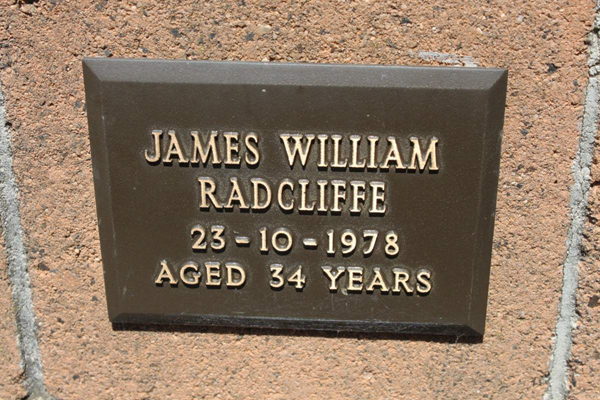 JAMES WILLIAM
RADCLIFFE
23-10-1978
AGED 34 YEARS